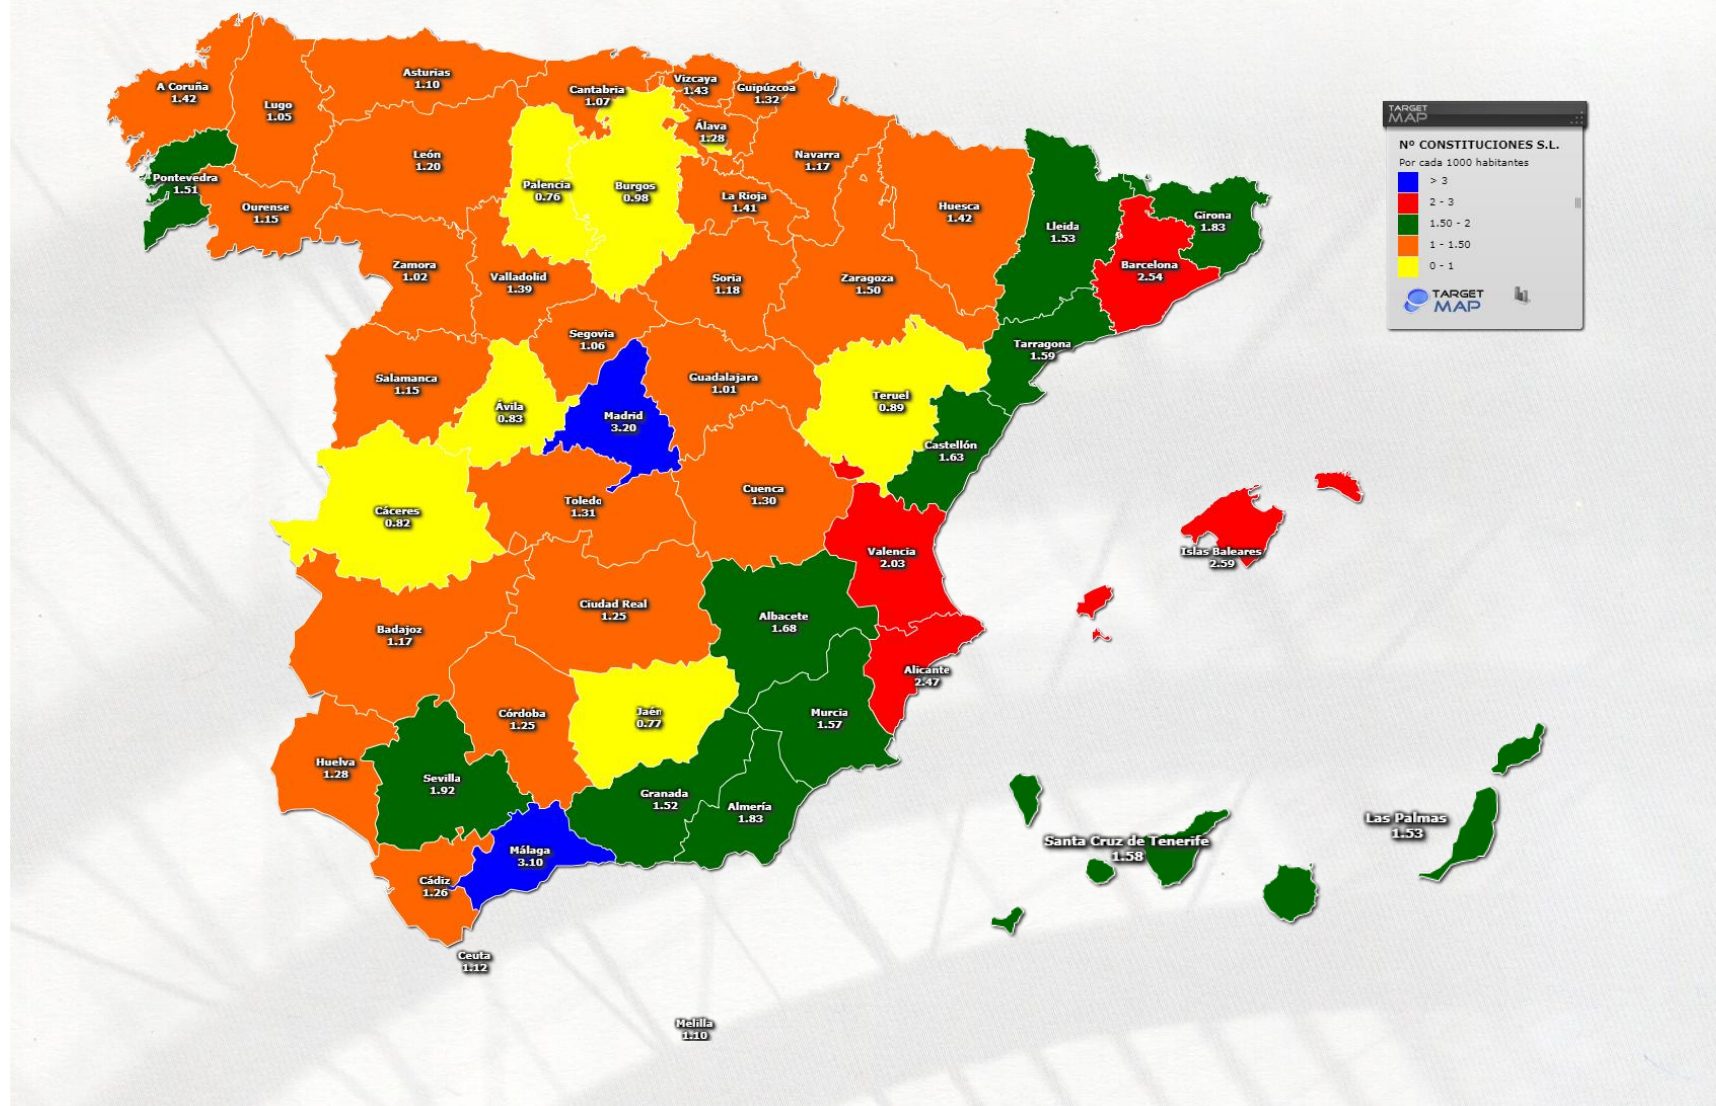 A Coruña
1.42
Lugo
1.05
Asturias
1.10
Cantabria
1.07
Vizcaya
1.43
Guipúzcoa
1.32
Álava
1.28
Navarra
1.17
Pontevedra
1.51
Ourense
1.15
León
1.20
Palencia
0.76
Burgos
0.98
La Rioja
1.41
Huesca
1.42
Lleida
1.53
Girona
1.83
Barcelona
2.54
Zamora
1.02
Valladolid
1.39
Soria
1.18
Zaragoza
1.50
Segovia
1.06
Tarragona
1.59
Salamanca
1.15
Ávila
0.83
Madrid
3.20
Guadalajara
1.01
Teruel
0.89
Castellón
1.63
Cáceres
0.82
Toledo
1.31
Cuenca
1.30
Valencia
2.03
Islas Baleares
2.59
Badajoz
1.17
Ciudad Real
1.25
Albacete
1.68
Alicante
2.47
Córdoba
1.25
Jaén
0.77
Murcia
1.57
Huelva
1.28
Sevilla
1.92
Granada
1.52
Almería
1.83
Málaga
3.10
Cádiz
1.26
Ceuta
1.12
Melilla
1.10
Santa Cruz de Tenerife
1.58
Las Palmas
1.53
TARGET
MAP
Nº CONSTITUCIONES S.L.
Por cada 1000 habitantes
> 3
2 - 3
1.50 - 2
1 - 1.50
0 - 1
TARGET
MAP